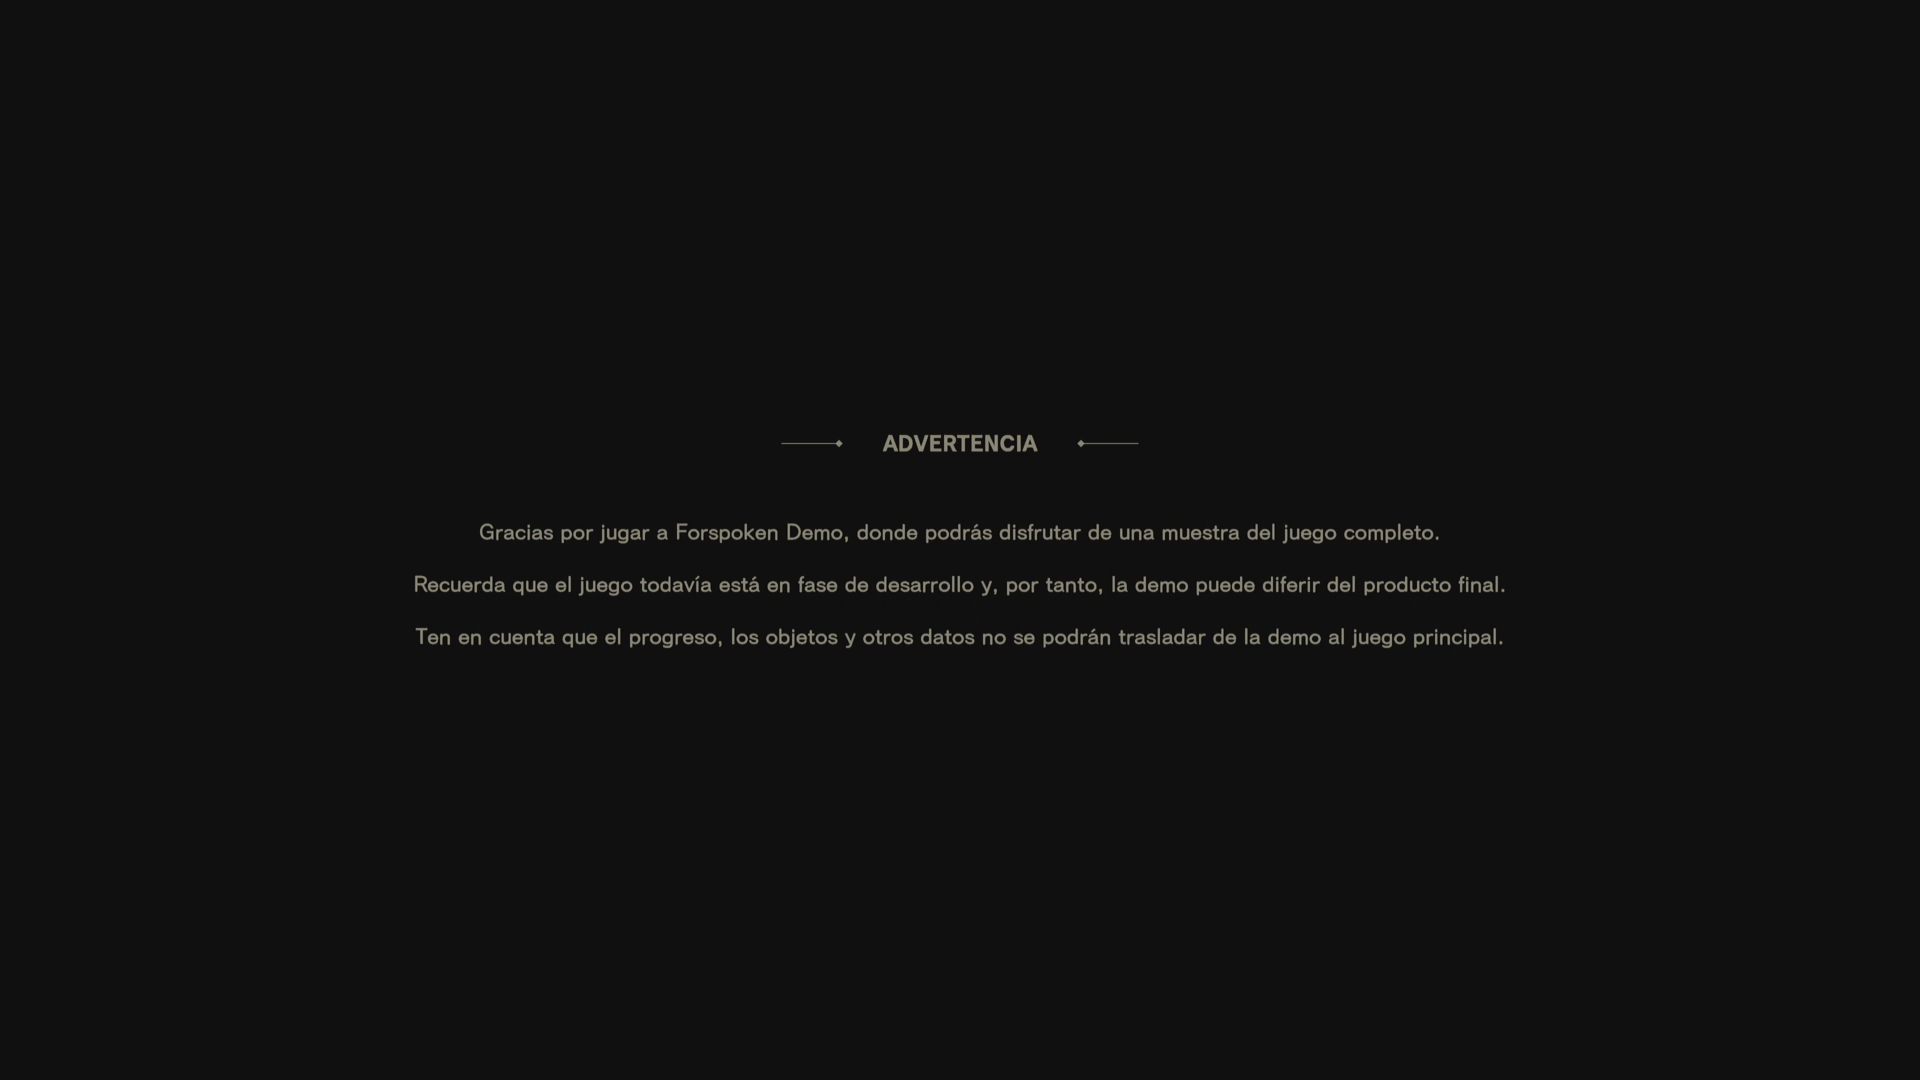 ADVERTENCIA
Gracias por jugar a Forspoken Demo, donde podrás disfrutar de una muestra del juego completo.
Recuerda que el juego todavía está en fase de desarrollo y, por tanto, la demo puede diferir del producto final.
Ten en cuenta que el progreso, los objetos y otros datos no se podrán trasladar de la demo al juego principal.